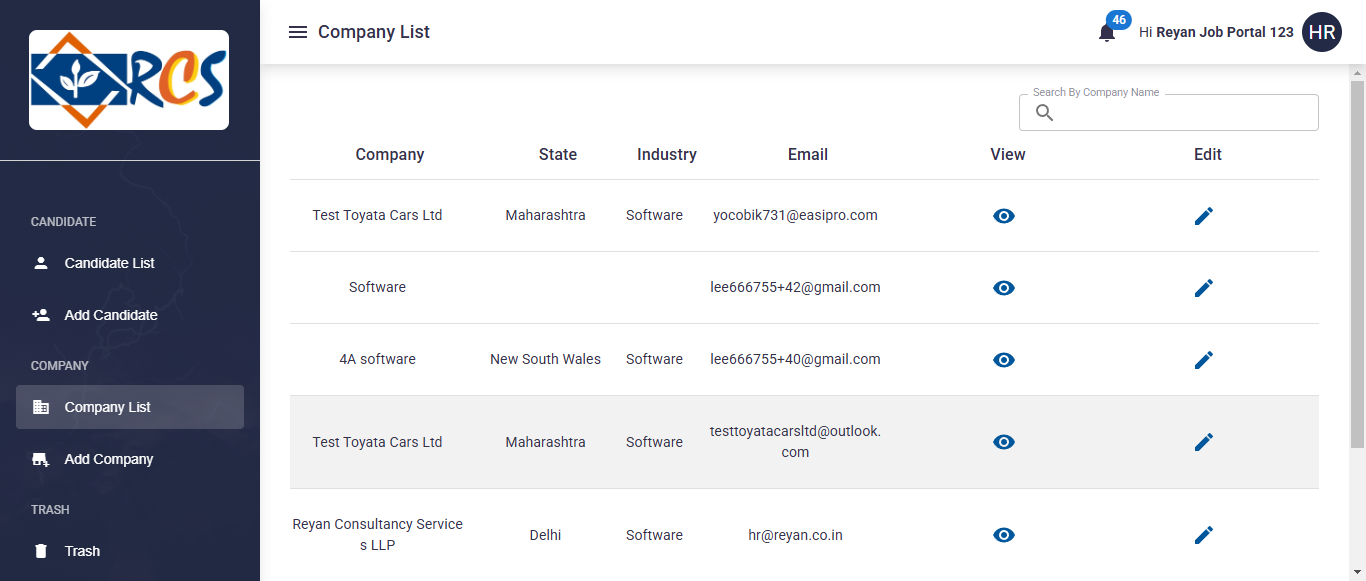 RCS
Company List
46
Hi Reyan Job Portal 123
HR
Search By Company Name
CANDIDATE
Candidate List
Add Candidate
COMPANY
Company List
Add Company
TRASH
Trash
Company State Industry Email View Edit
Test Toyata Cars Ltd Maharashtra Software yocobik731@easipro.com
Software lee666755+42@gmail.com
4A software New South Wales Software lee666755+40@gmail.com
Test Toyata Cars Ltd Maharashtra Software testtoyatacarsltd@outlook.
com
Reyan Consultancy Service
s LLP Delhi Software hr@reyan.co.in